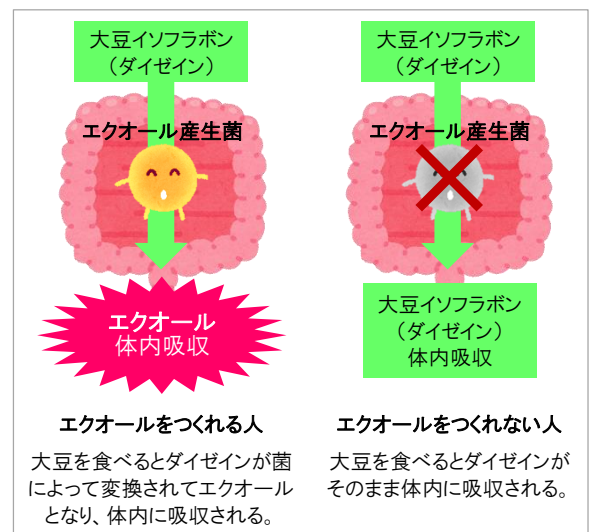 大豆イソフラボン
（ダイゼイン）
エクオール産生菌
エクオール
体内吸収
エクオールをつくれる人
大豆を食べるとダイゼインが菌
によって変換されてエクオール
となり、体内に吸収される。
大豆イソフラボン
（ダイゼイン）
エクオール産生菌
大豆イソフラボン
（ダイゼイン）
体内吸収
エクオールをつくれない人
大豆を食べるとダイゼインが
そのまま体内に吸収される。